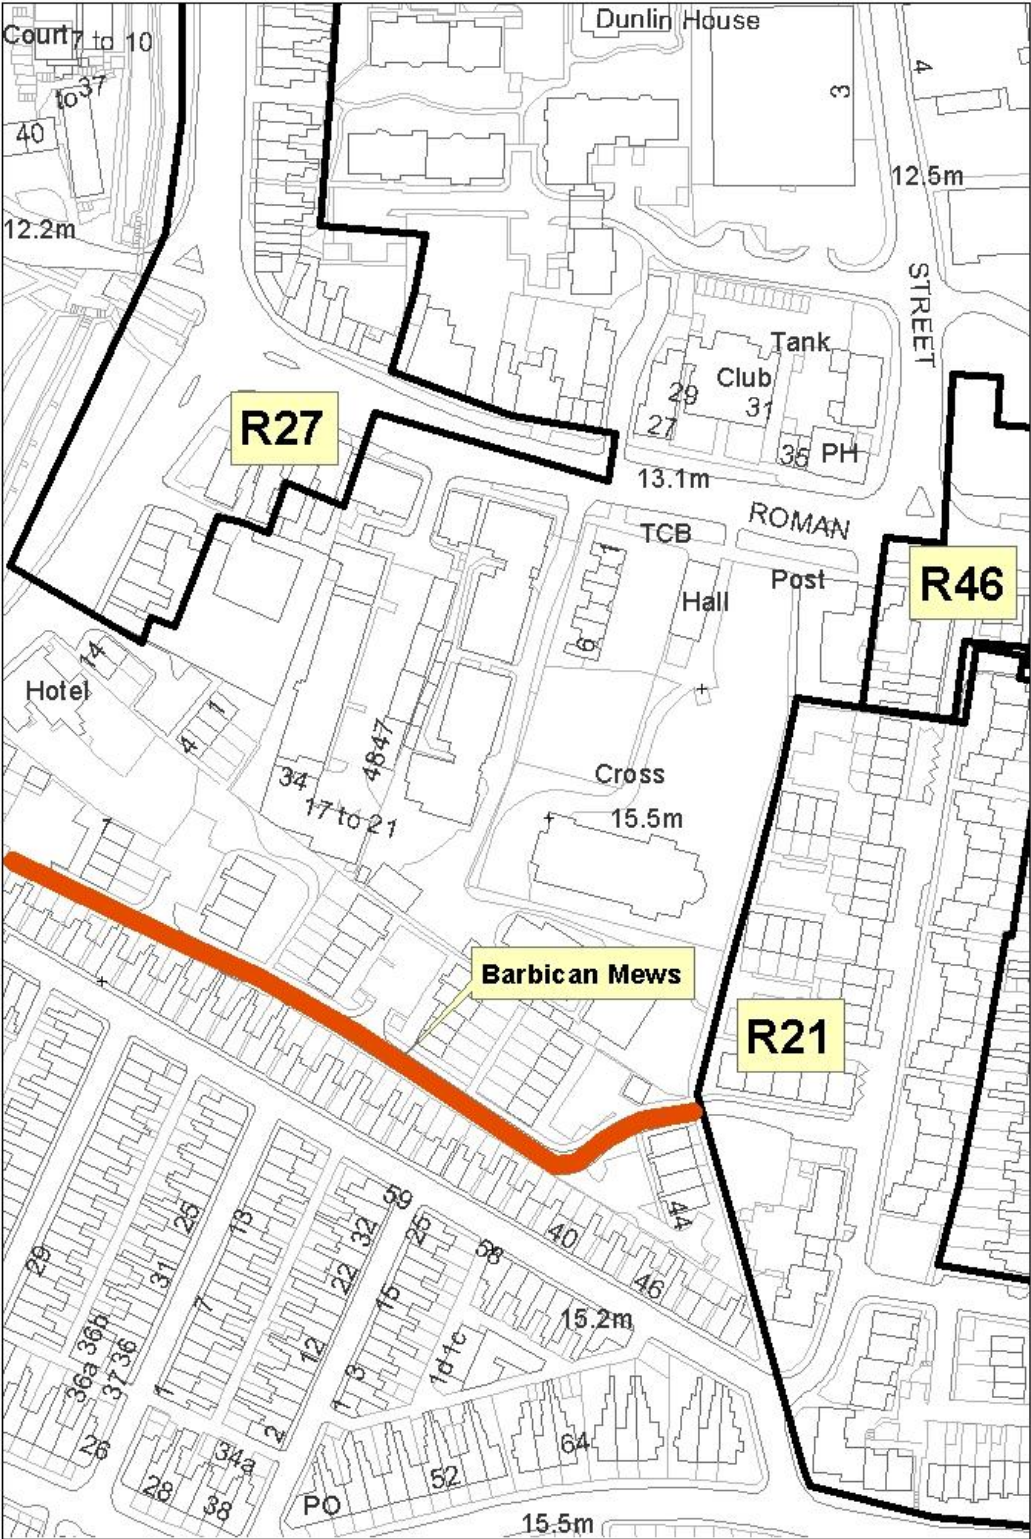 Court 7 to 10
Dunlin House
to 37
40
3
4
12.5m
12.2m
STREET
Tank
Club
29
31
27
35
PH
R27
13.1m
ROMAN
TCB
1
Post
R46
Hall
6
14
Hotel
1
4
4847
34
17 to 21
Cross
15.5m
1
Barbican Mews
R21
44
59
40
58
46
25
13
32
25
29
31
22
15
7
15.2m
12
1d1c
36b
36a
36
37
3
1
1
2
26
34a
64
28
38
52
PO
15.5m